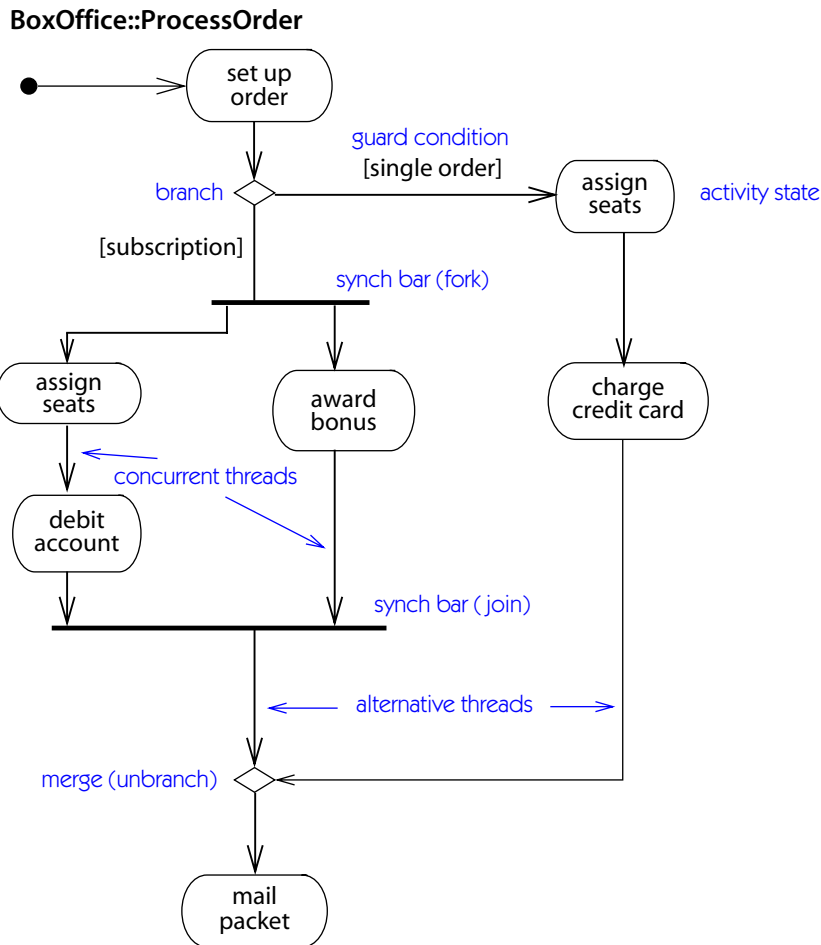 BoxOffice::ProcessOrder
set up
order
guard condition
[single order]
branch
assign
seats
activity state
[subscription]
synch bar (fork)
assign
seats
award
bonus
charge
credit card
concurrent threads
debit
account
synch bar (join)
alternative threads
merge (unbranch)
mail
packet